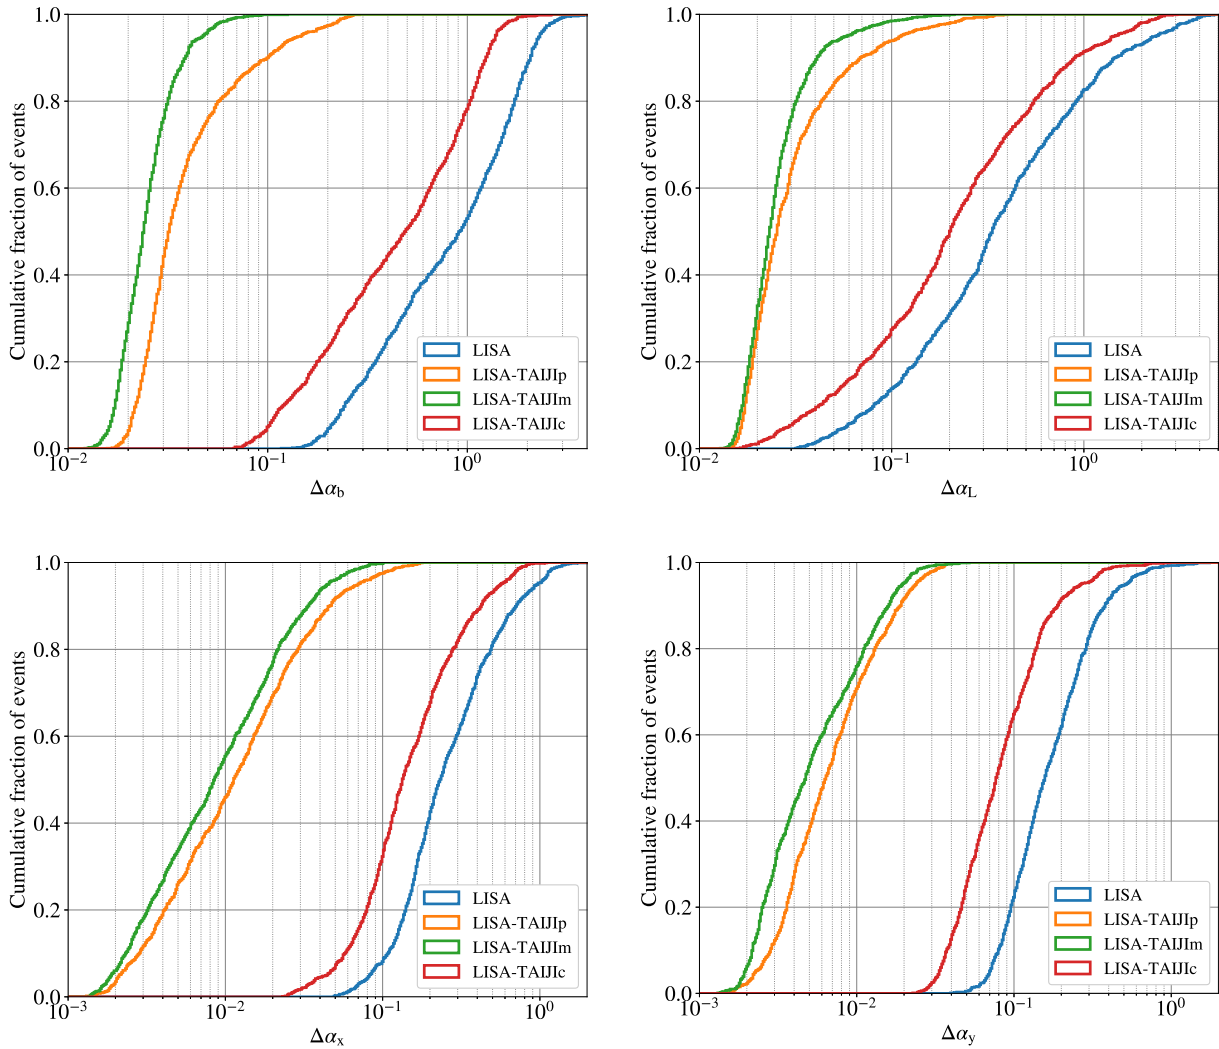 Cumulative fraction of events
1.0
0.8
0.6
0.4
0.2
0.0
10⁻² 10⁻¹ 10⁰
Δα_b
LISA
LISA-TAIJIp
LISA-TAIJIm
LISA-TAIJIc
Cumulative fraction of events
1.0
0.8
0.6
0.4
0.2
0.0
10⁻² 10⁻¹ 10⁰
Δα_L
LISA
LISA-TAIJIp
LISA-TAIJIm
LISA-TAIJIc
Cumulative fraction of events
1.0
0.8
0.6
0.4
0.2
0.0
10⁻³ 10⁻² 10⁻¹ 10⁰
Δα_x
LISA
LISA-TAIJIp
LISA-TAIJIm
LISA-TAIJIc
Cumulative fraction of events
1.0
0.8
0.6
0.4
0.2
0.0
10⁻³ 10⁻² 10⁻¹ 10⁰
Δα_y
LISA
LISA-TAIJIp
LISA-TAIJIm
LISA-TAIJIc